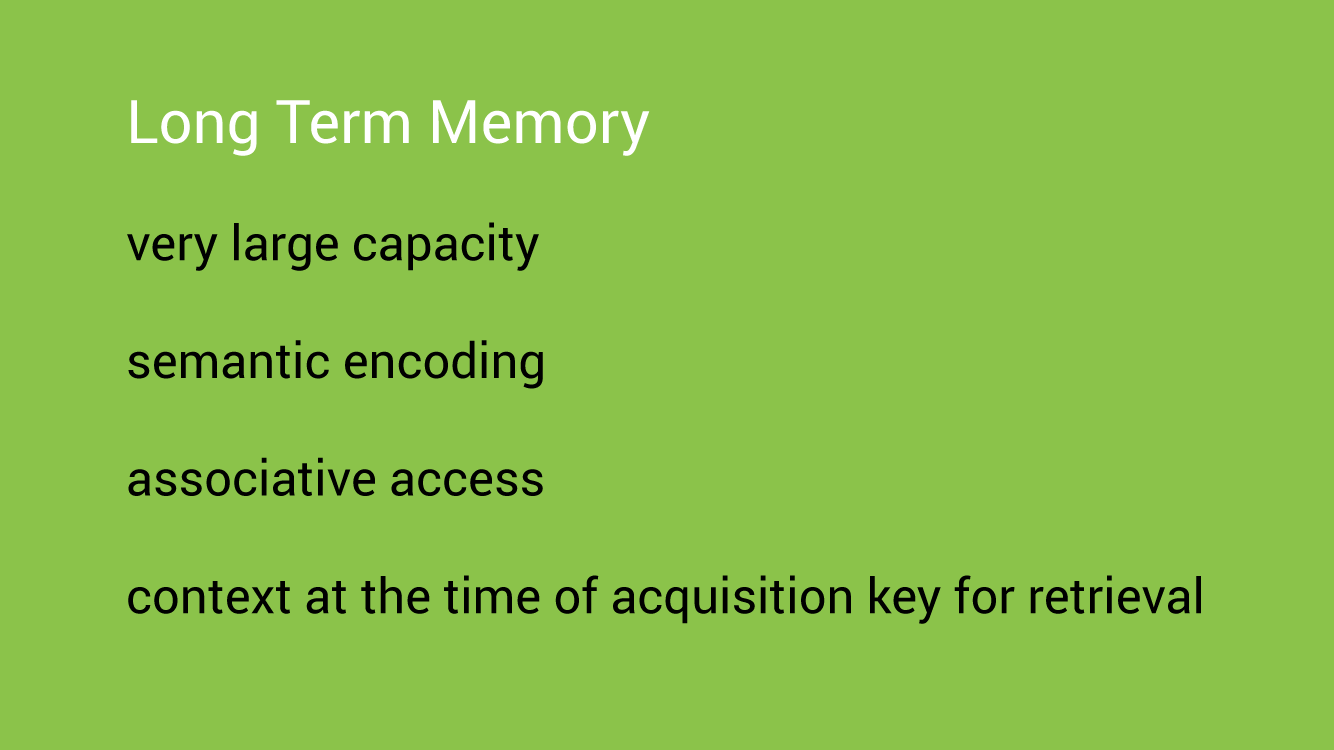 Long Term Memory
very large capacity
semantic encoding
associative access
context at the time of acquisition key for retrieval